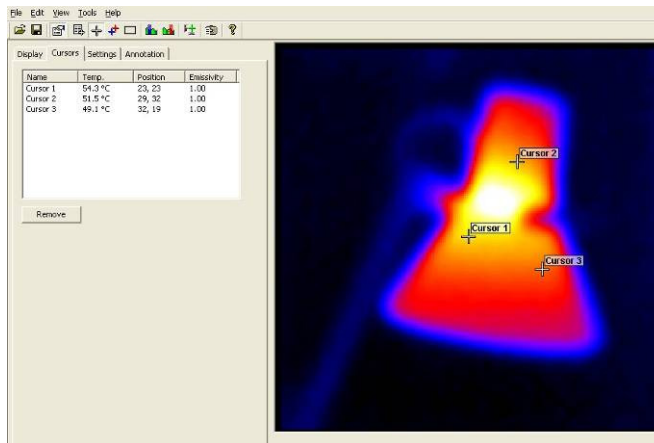 File Edit View Tools Help
Display Cursors Settings Annotation
Name Temp. Position Emissivity
Cursor 1 54.3 °C 23, 23 1.00
Cursor 2 51.5 °C 29, 32 1.00
Cursor 3 49.1 °C 32, 19 1.00
Remove
Cursor 2
Cursor 1
Cursor 3